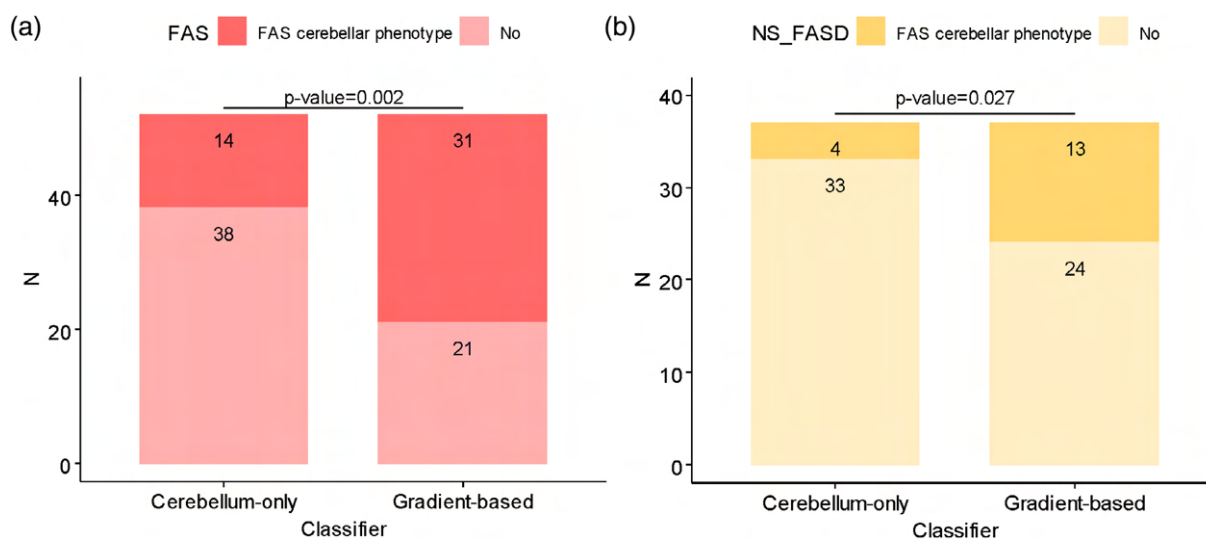 (a)
FAS FAS cerebellar phenotype No
p-value=0.002
14
31
38
21
40
20
0
N
Cerebellum-only Gradient-based
Classifier
(b)
NS_FASD FAS cerebellar phenotype No
p-value=0.027
4
13
33
24
40
30
20
10
0
N
Cerebellum-only Gradient-based
Classifier